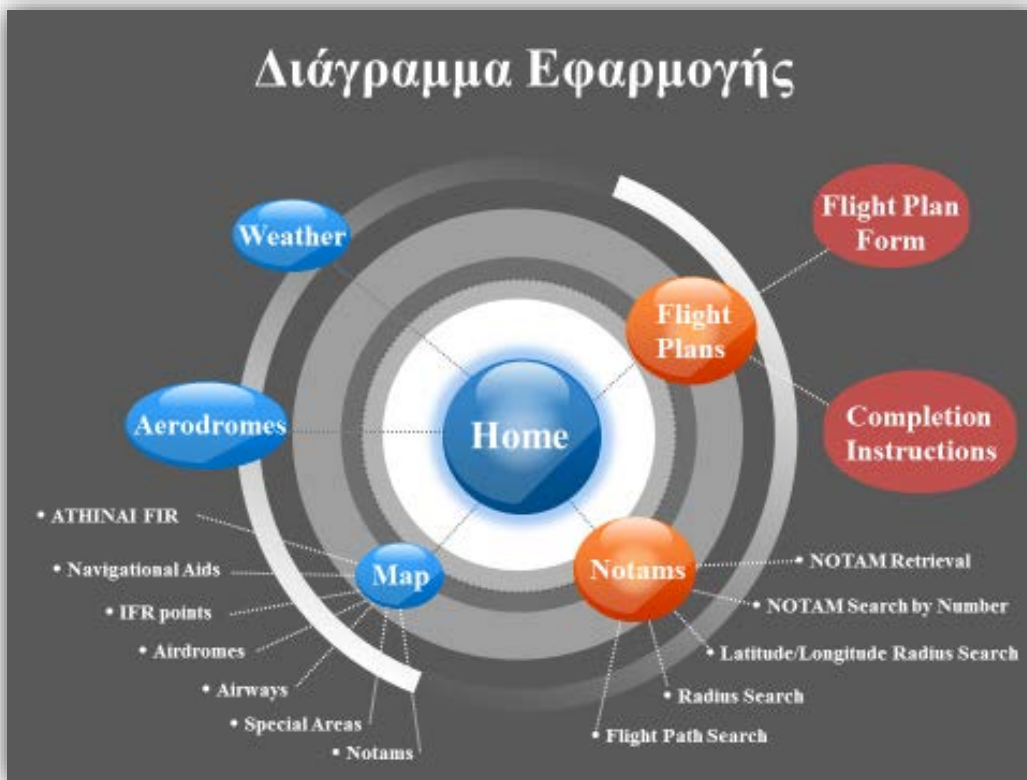 Διάγραμμα Εφαρμογής
Weather
Flight Plan
Form
Flight
Plans
Aerodromes
Home
Completion
Instructions
• ATHINAI FIR
• Navigational Aids
• IFR points
• Airdromes
• Airways
• Special Areas
• Notams
Map
Notams
• NOTAM Retrieval
• NOTAM Search by Number
• Latitude/Longitude Radius Search
• Radius Search
• Flight Path Search